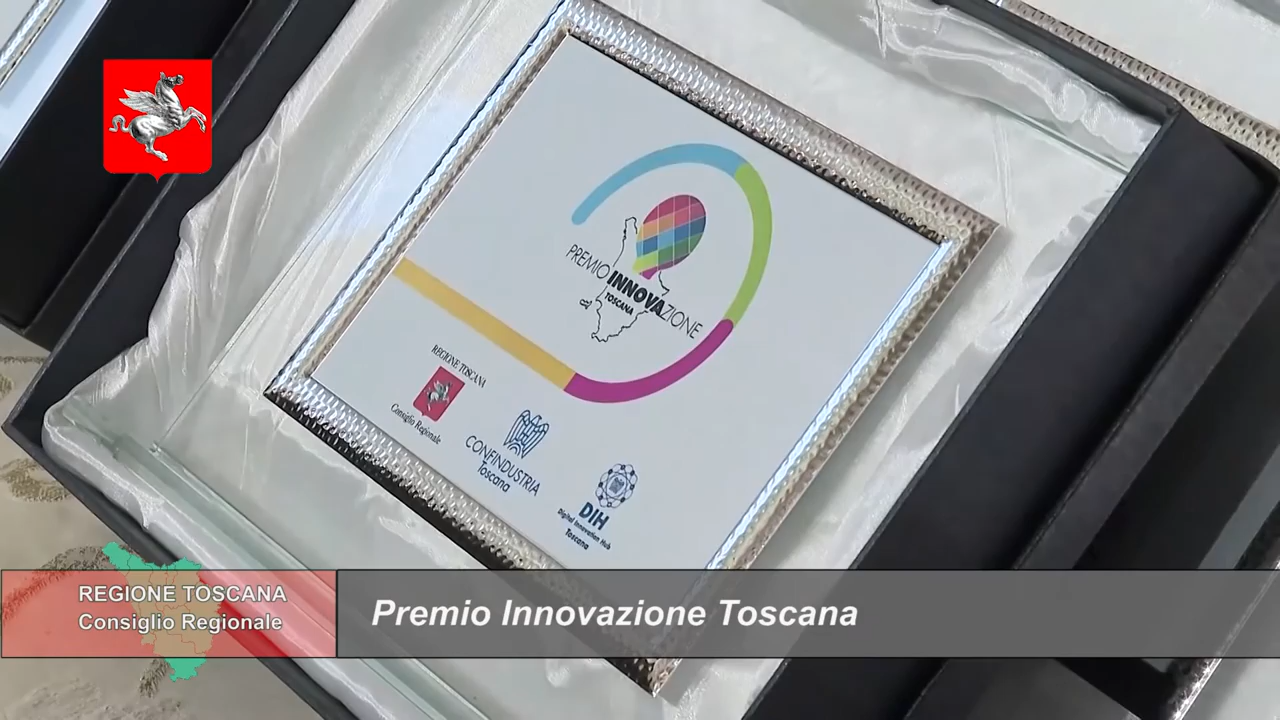 PREMIO INNOVAZIONE
TOSCANA
REGIONE TOSCANA
Consiglio Regionale
CONFINDUSTRIA
Toscana
DIH
Digital Innovation Hub
Toscana
REGIONE TOSCANA
Consiglio Regionale
Premio Innovazione Toscana